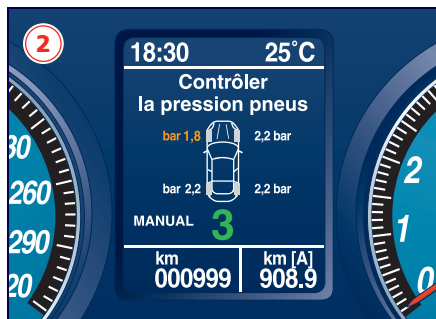 2
18:30 25°C
Contrôler
la pression pneus
bar 1,8 2,2 bar
bar 2,2 2,2 bar
MANUAL 3
km km [A]
000999 908.9
30
260
290
20
2
1
0